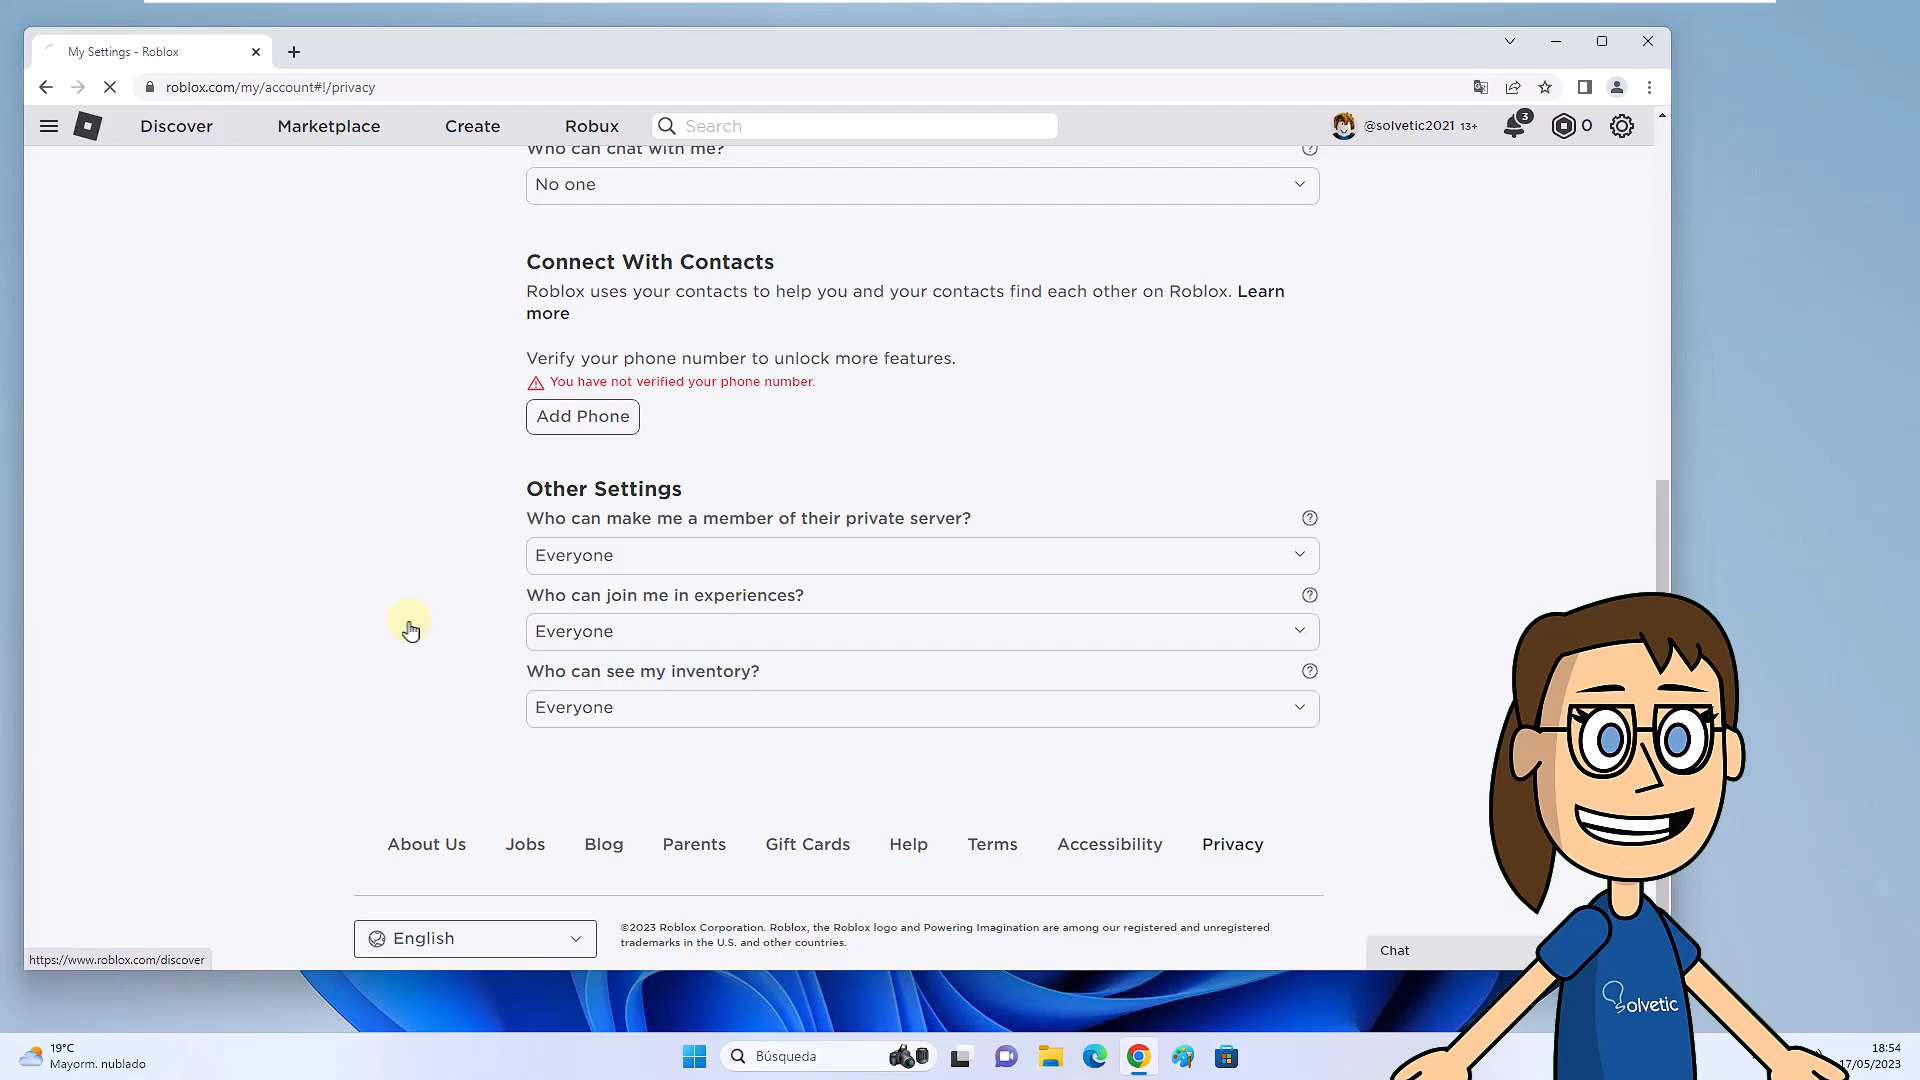 My Settings - Roblox
roblox.com/my/account#!/privacy
Discover
Marketplace
Create
Robux
Search
@solvetic2021 13+
3
0
Who can chat with me?
No one
Connect With Contacts
Roblox uses your contacts to help you and your contacts find each other on Roblox. Learn
more
Verify your phone number to unlock more features.
You have not verified your phone number.
Add Phone
Other Settings
Who can make me a member of their private server?
Everyone
Who can join me in experiences?
Everyone
Who can see my inventory?
Everyone
About Us
Jobs
Blog
Parents
Gift Cards
Help
Terms
Accessibility
Privacy
English
©2023 Roblox Corporation. Roblox, the Roblox logo and Powering Imagination are among our registered and unregistered
trademarks in the U.S. and other countries.
Chat
https://www.roblox.com/discover
Solvetic
19°C
Mayorm. nublado
Búsqueda
18:54
17/05/2023